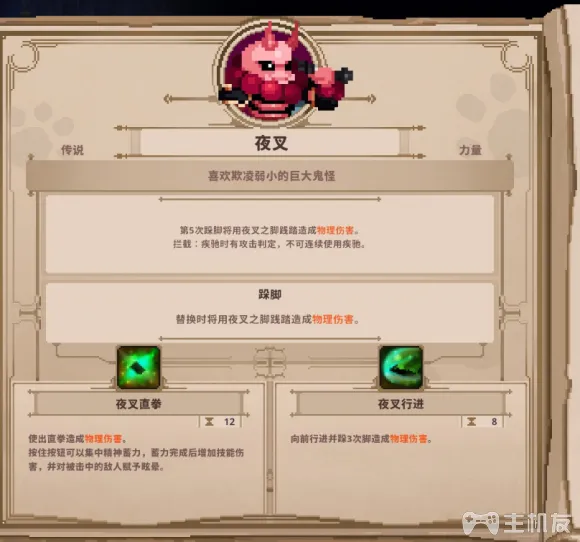 夜叉
传说
力量
喜欢欺凌弱小的巨大鬼怪
第5次跺脚将用夜叉之脚践踏造成物理伤害。
拦截：疾驰时有攻击判定，不可连续使用疾驰。
跺脚
替换时将用夜叉之脚践踏造成物理伤害。
夜叉直拳
12
使出直拳造成物理伤害。
按住按钮可以集中精神蓄力，蓄力完成后增加技能伤
害，并对被击中的敌人赋予眩晕。
夜叉行进
8
向前行进并跺3次脚造成物理伤害。
主机友